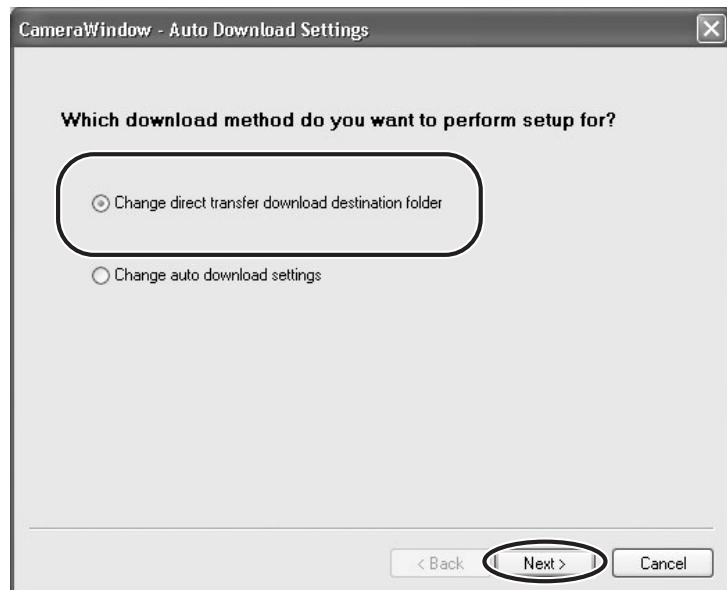 CameraWindow - Auto Download Settings
Which download method do you want to perform setup for?
Change direct transfer download destination folder
Change auto download settings
< Back Next > Cancel